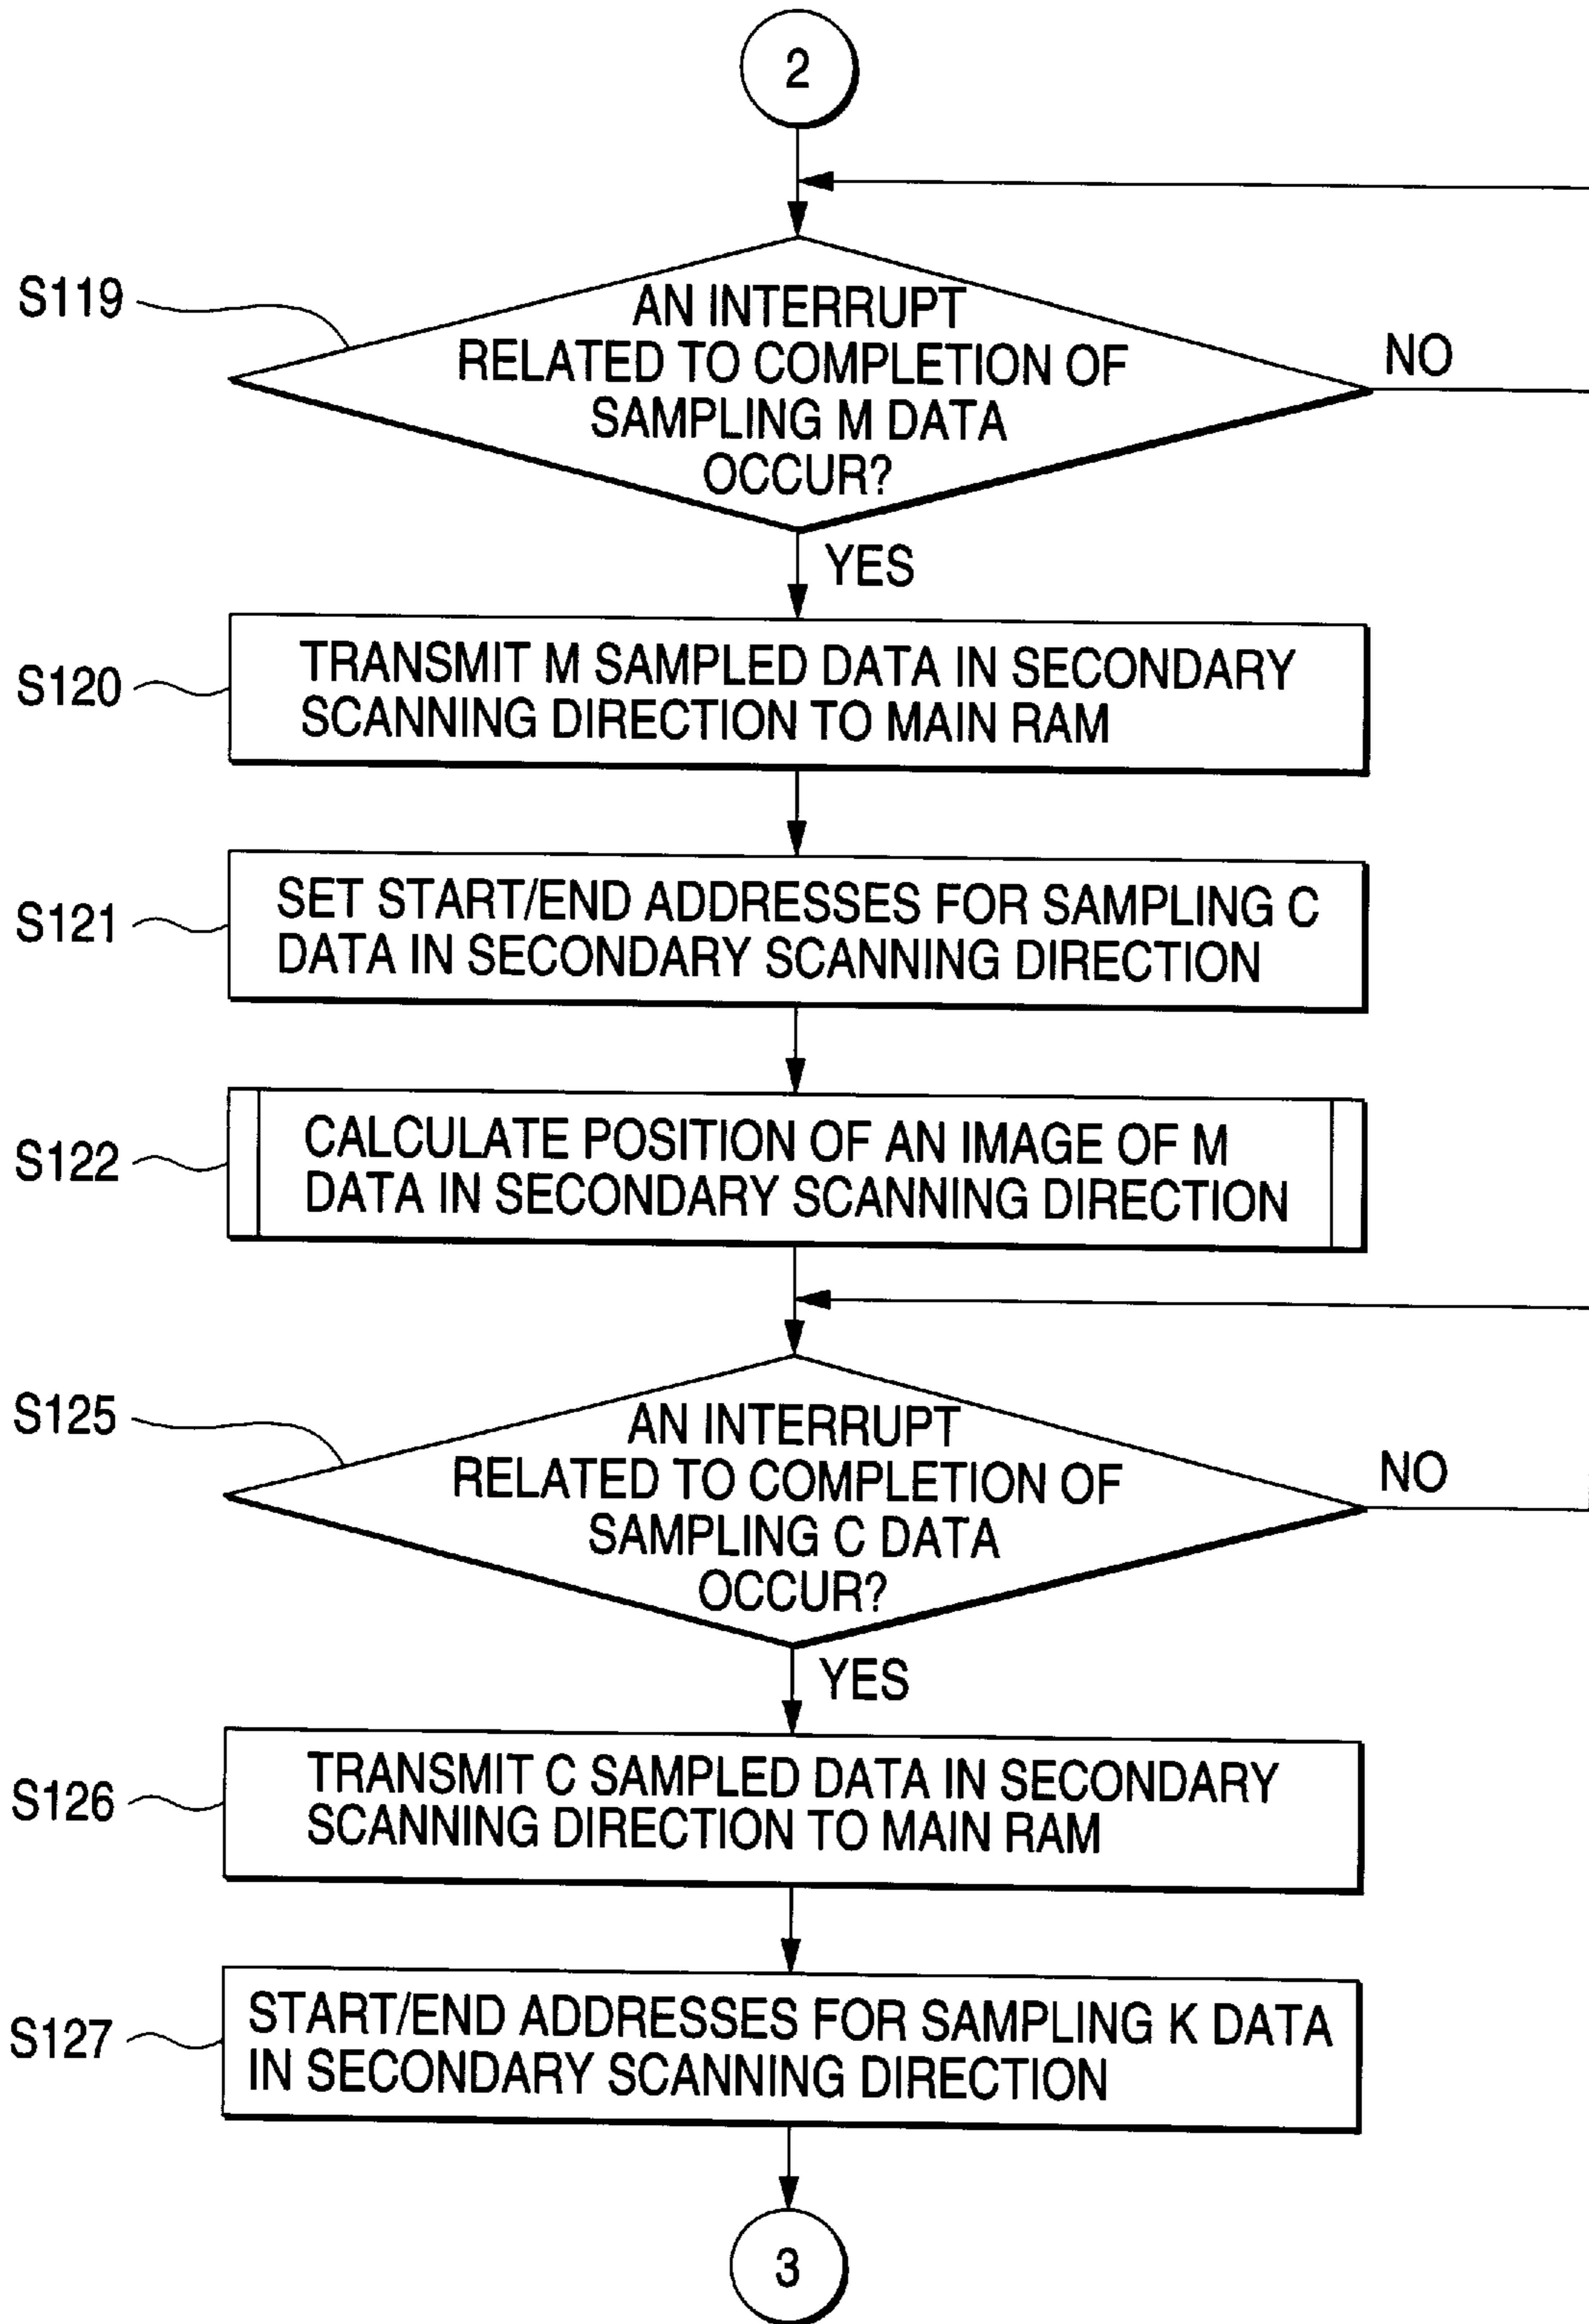 2
S119
AN INTERRUPT
RELATED TO COMPLETION OF
SAMPLING M DATA
OCCUR?
NO
YES
S120
TRANSMIT M SAMPLED DATA IN SECONDARY
SCANNING DIRECTION TO MAIN RAM
S121
SET START/END ADDRESSES FOR SAMPLING C
DATA IN SECONDARY SCANNING DIRECTION
S122
CALCULATE POSITION OF AN IMAGE OF M
DATA IN SECONDARY SCANNING DIRECTION
S125
AN INTERRUPT
RELATED TO COMPLETION OF
SAMPLING C DATA
OCCUR?
NO
YES
S126
TRANSMIT C SAMPLED DATA IN SECONDARY
SCANNING DIRECTION TO MAIN RAM
S127
START/END ADDRESSES FOR SAMPLING K DATA
IN SECONDARY SCANNING DIRECTION
3